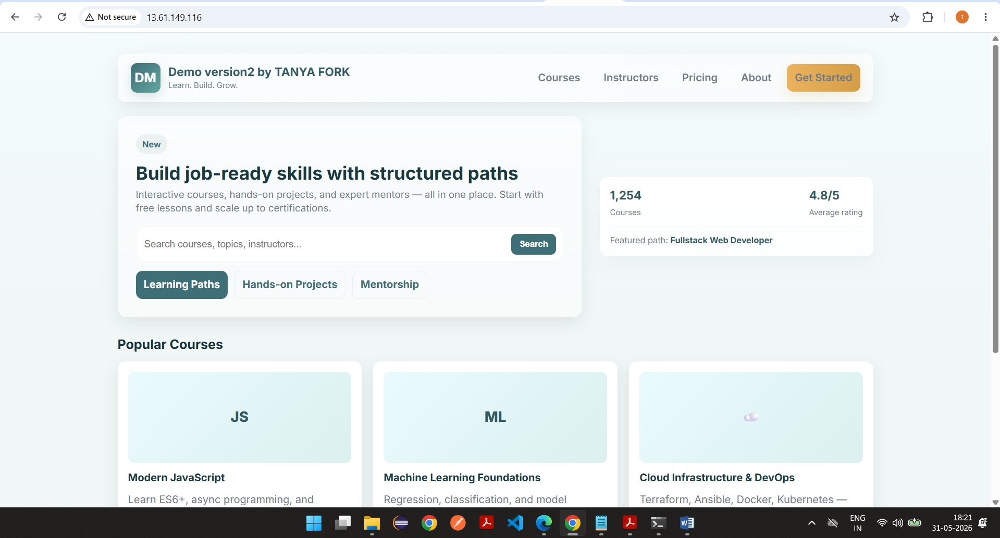 Not secure
13.61.149.116
t
DM
Demo version2 by TANYA FORK
Learn. Build. Grow.
Courses
Instructors
Pricing
About
Get Started
New
Build job-ready skills with structured paths
Interactive courses, hands-on projects, and expert mentors — all in one place. Start with
free lessons and scale up to certifications.
Search courses, topics, instructors...
Search
Learning Paths
Hands-on Projects
Mentorship
1,254
Courses
4.8/5
Average rating
Featured path: Fullstack Web Developer
Popular Courses
JS
ML
Modern JavaScript
Machine Learning Foundations
Cloud Infrastructure & DevOps
Learn ES6+, async programming, and
Regression, classification, and model
Terraform, Ansible, Docker, Kubernetes —
ENG
IN
18:21
31-05-2026